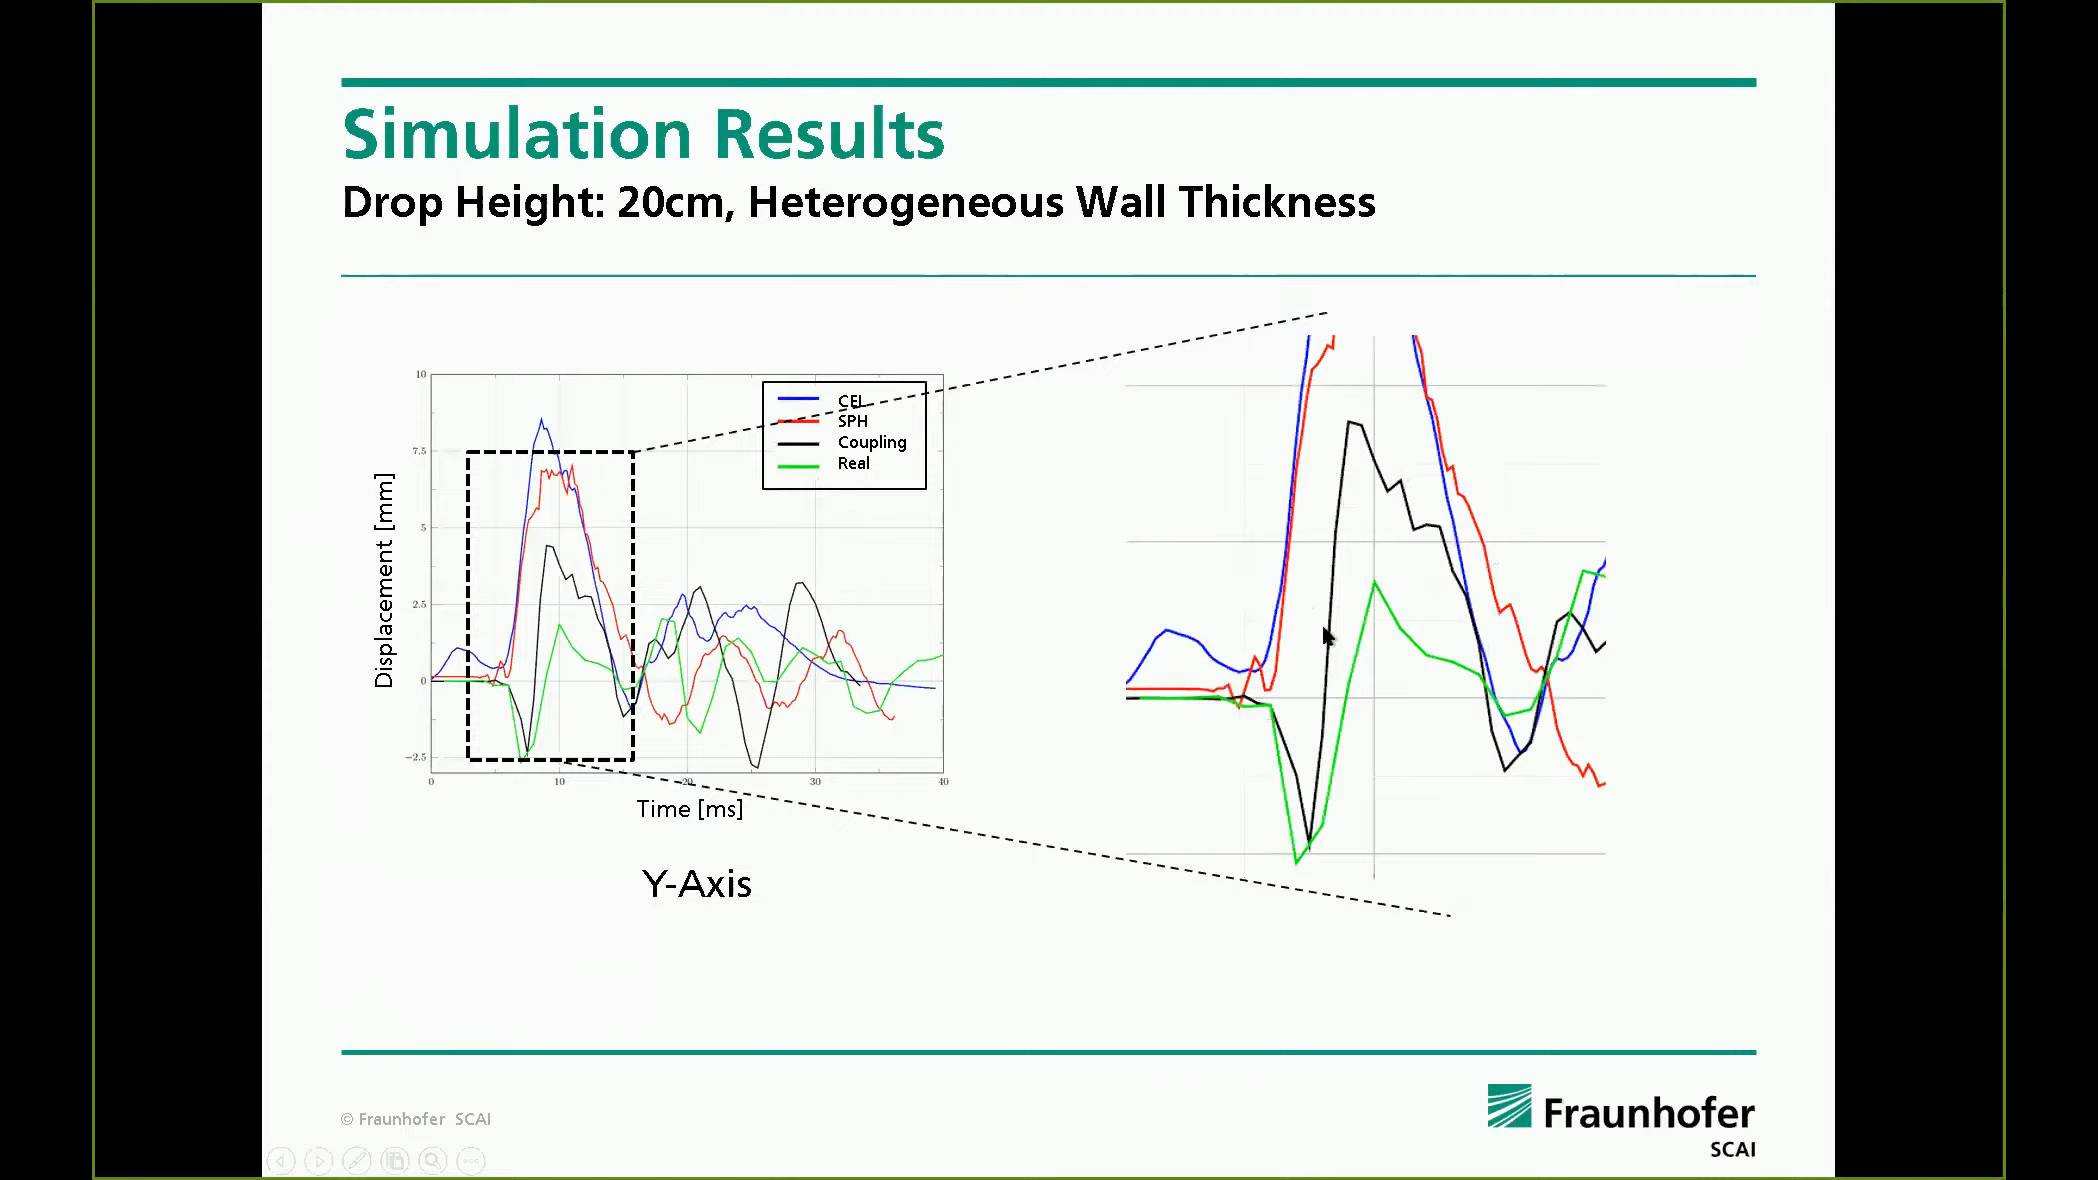 Simulation Results
Drop Height: 20cm, Heterogeneous Wall Thickness
10
7.5
5
2.5
0
−2.5
0
10
20
30
40
Displacement [mm]
CEL
SPH
Coupling
Real
Time [ms]
Y-Axis
© Fraunhofer SCAI
Fraunhofer
SCAI